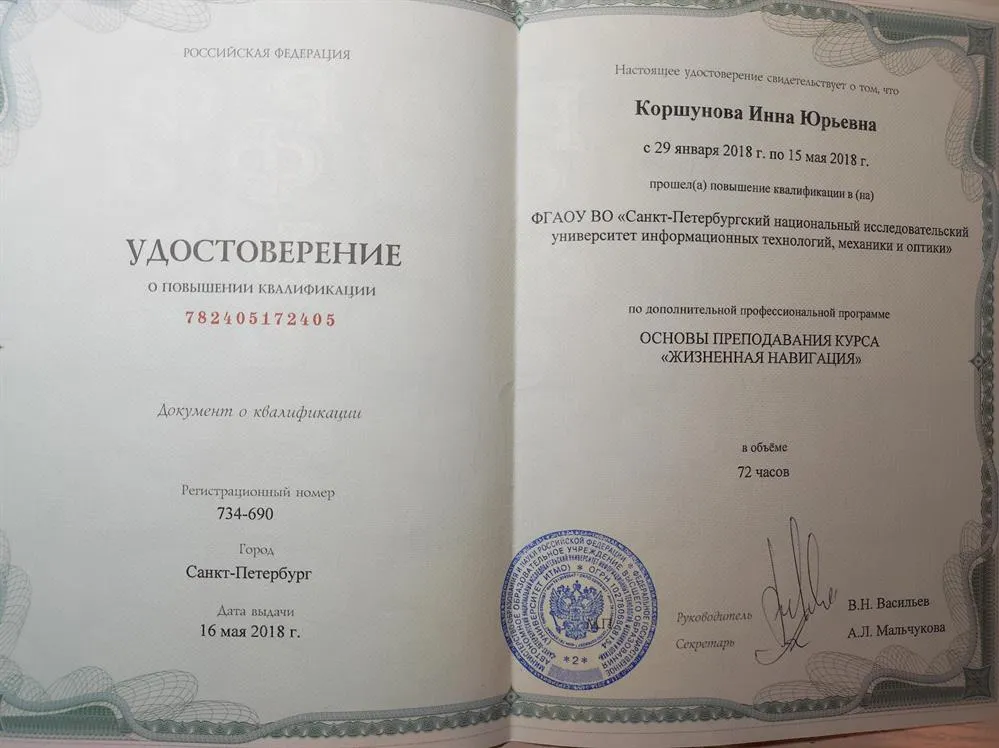 РОССИЙСКАЯ ФЕДЕРАЦИЯ
УДОСТОВЕРЕНИЕ
О ПОВЫШЕНИИ КВАЛИФИКАЦИИ
782405172405
Документ о квалификации
Регистрационный номер
734-690
Город
Санкт-Петербург
Дата выдачи
16 мая 2018 г.
Настоящее удостоверение свидетельствует о том, что
Коршунова Инна Юрьевна
с 29 января 2018 г. по 15 мая 2018 г.
прошел(а) повышение квалификации в (на)
ФГАОУ ВО «Санкт-Петербургский национальный исследовательский
университет информационных технологий, механики и оптики»
по дополнительной профессиональной программе
ОСНОВЫ ПРЕПОДАВАНИЯ КУРСА
«ЖИЗНЕННАЯ НАВИГАЦИЯ»
в объёме
72 часов
М.П.
Руководитель
В.Н. Васильев
Секретарь
А.Л. Мальчукова